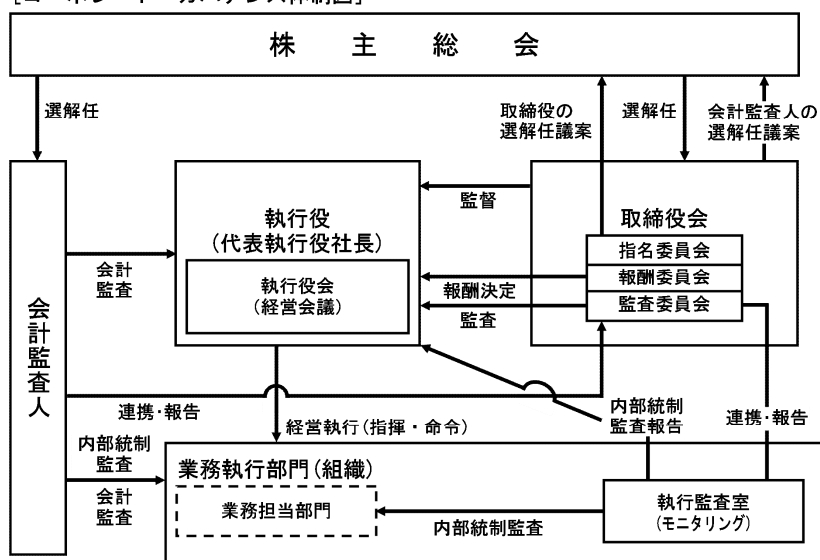 [コーポレート・ガバナンス体制図]
株主総会
選解任
取締役の
選解任議案
選解任
会計監査人の
選解任議案
会計監査人
会計
監査
執行役
(代表執行役社長)
執行役会
(経営会議)
監督
報酬決定
監査
取締役会
指名委員会
報酬委員会
監査委員会
連携・報告
経営執行(指揮・命令)
内部統制
監査報告
連携・報告
内部統制
監査
会計
監査
業務執行部門(組織)
業務担当部門
内部統制監査
執行監査室
(モニタリング)